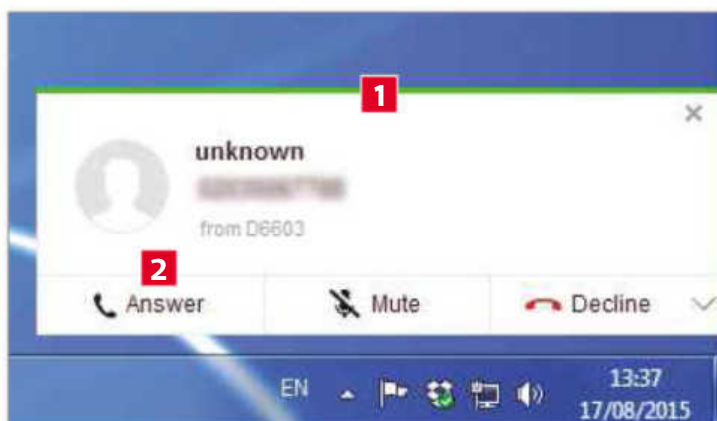 1
unknown
from D6603
2
Answer Mute Decline
EN 13:37
17/08/2015